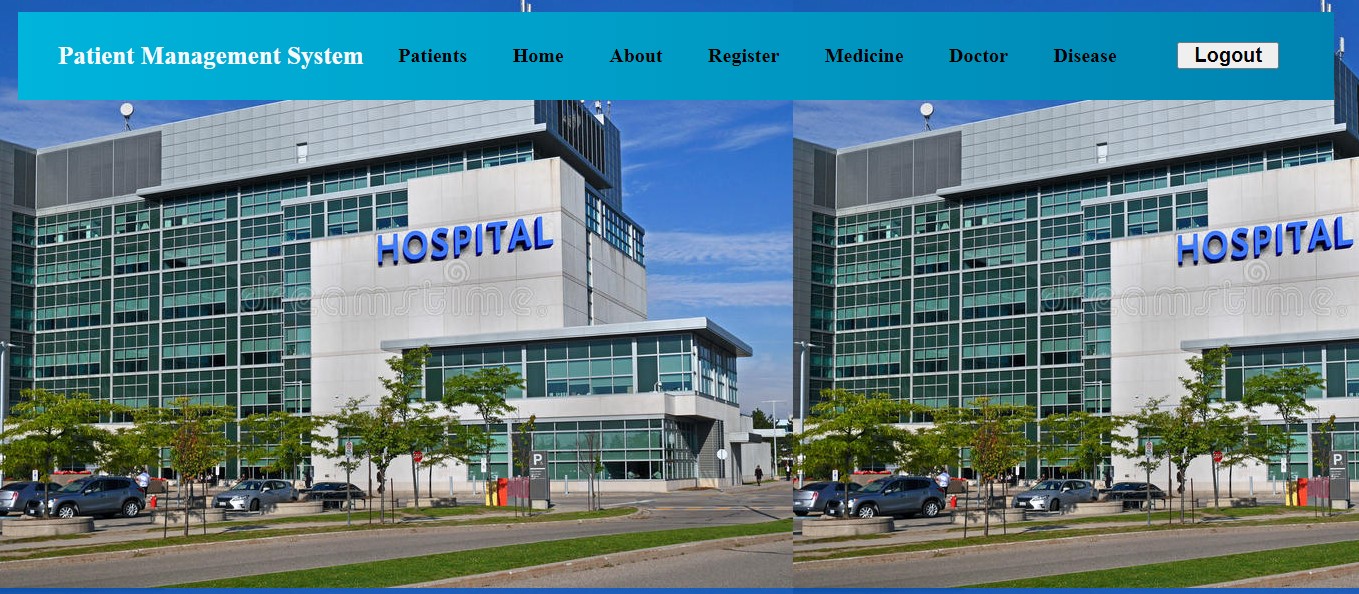 Patient Management System Patients Home About Register Medicine Doctor Disease Logout
HOSPITAL HOSPITAL
dreamstime dreamstime
P P